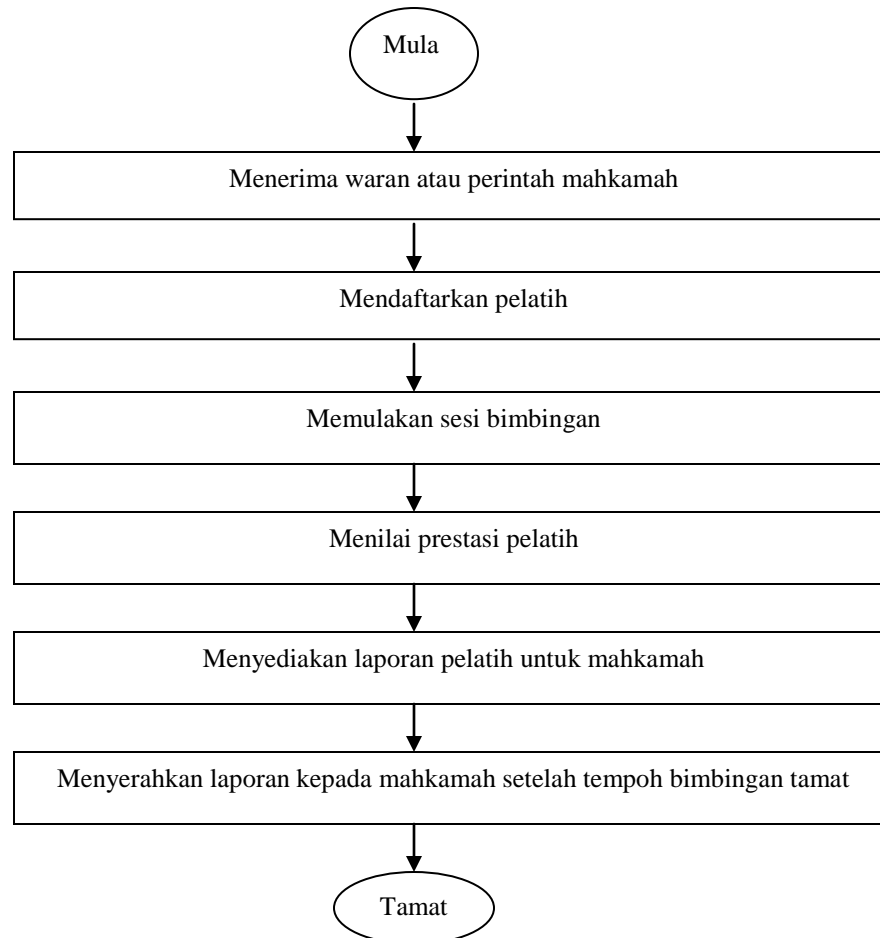 Mula
Menerima waran atau perintah mahkamah
Mendaftarkan pelatih
Memulakan sesi bimbingan
Menilai prestasi pelatih
Menyediakan laporan pelatih untuk mahkamah
Menyerahkan laporan kepada mahkamah setelah tempoh bimbingan tamat
Tamat